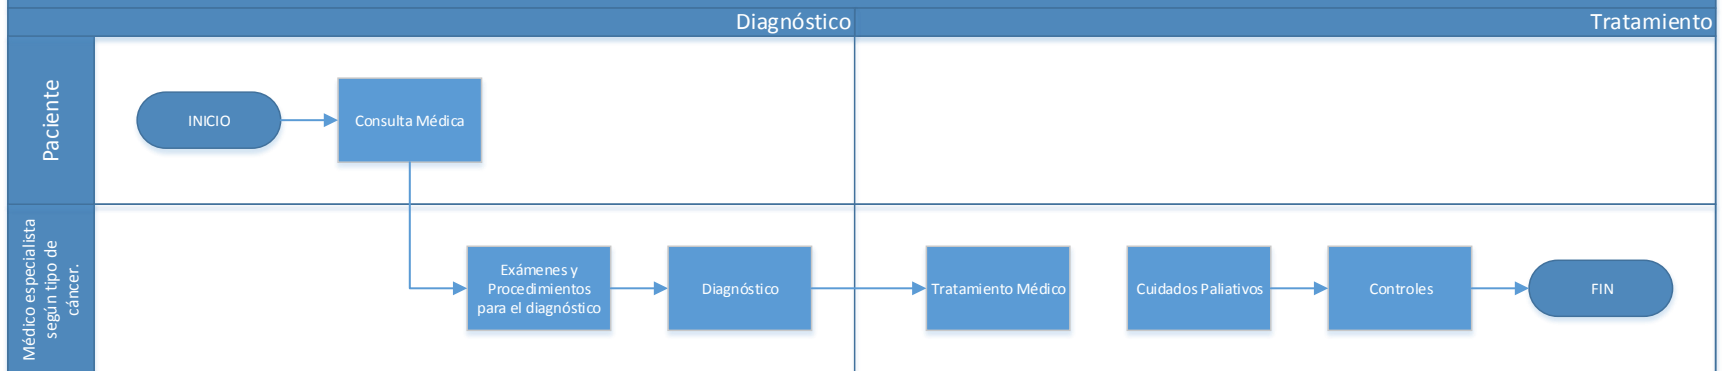 Diagnóstico
Tratamiento
Paciente
INICIO
Consulta Médica
Médico especialista
según tipo de
cáncer.
Exámenes y
Procedimientos
para el diagnóstico
Diagnóstico
Tratamiento Médico
Cuidados Paliativos
Controles
FIN